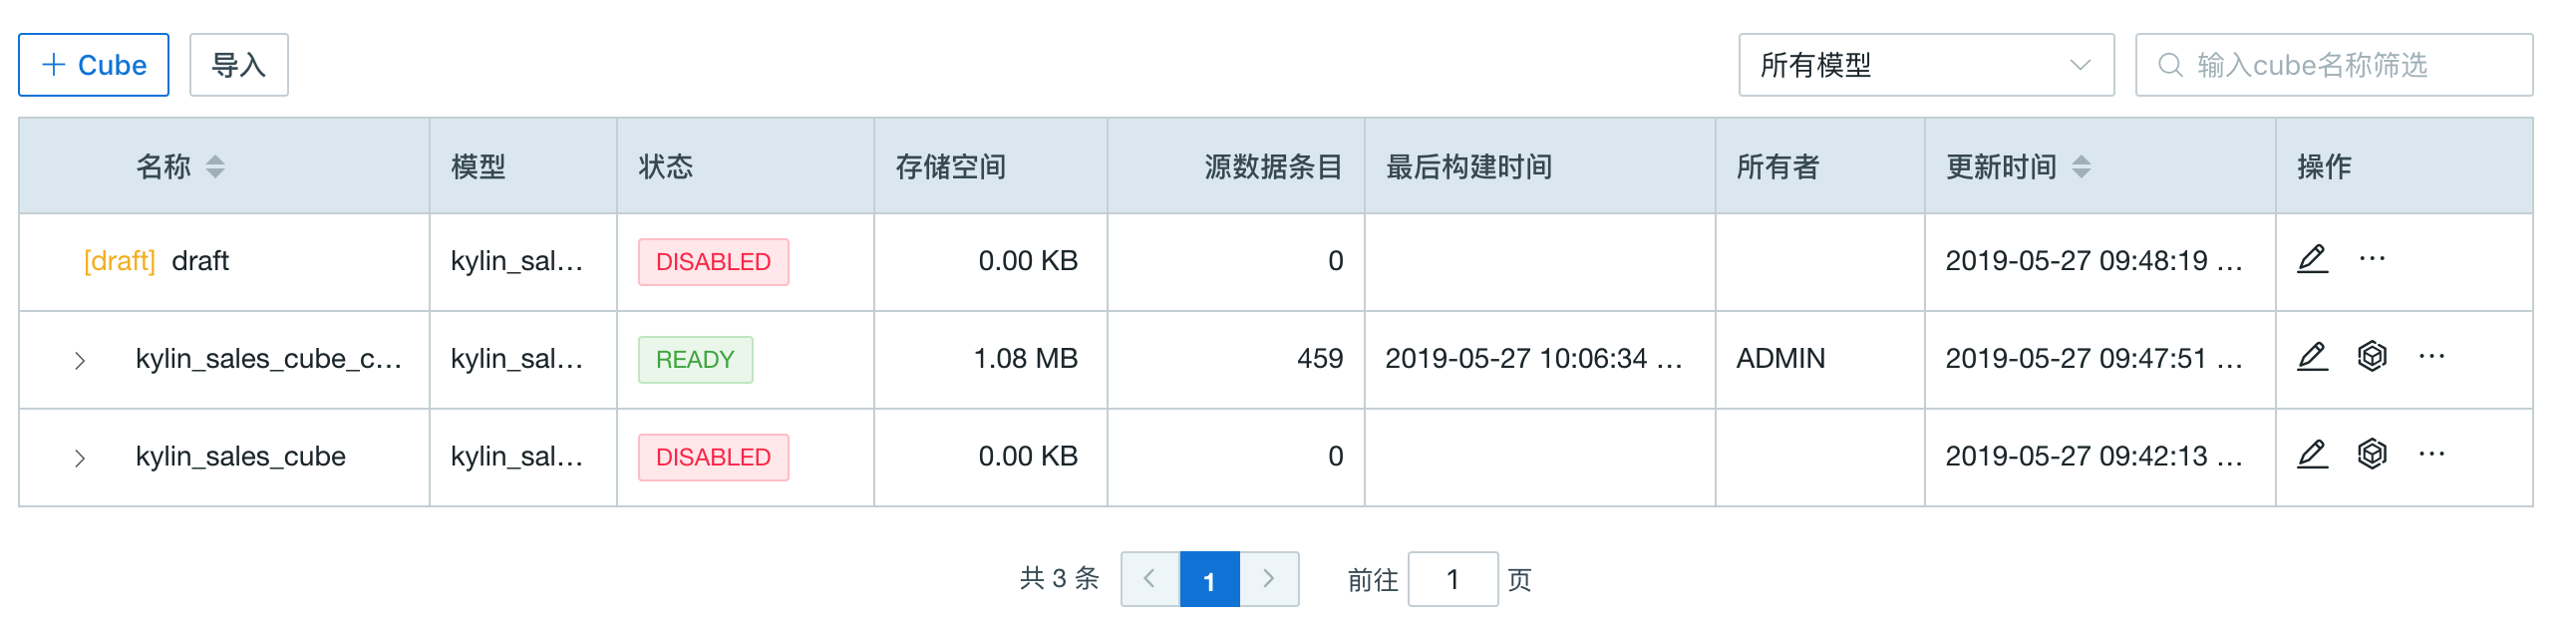 + Cube 导入 所有模型 输入cube名称筛选
名称 模型 状态 存储空间 源数据条目 最后构建时间 所有者 更新时间 操作
[draft] draft kylin_sal... DISABLED 0.00 KB 0 2019-05-27 09:48:19 ... ...
kylin_sales_cube_c... kylin_sal... READY 1.08 MB 459 2019-05-27 10:06:34 ... ADMIN 2019-05-27 09:47:51 ... ...
kylin_sales_cube kylin_sal... DISABLED 0.00 KB 0 2019-05-27 09:42:13 ... ...
共 3 条 < 1 > 前往 1 页